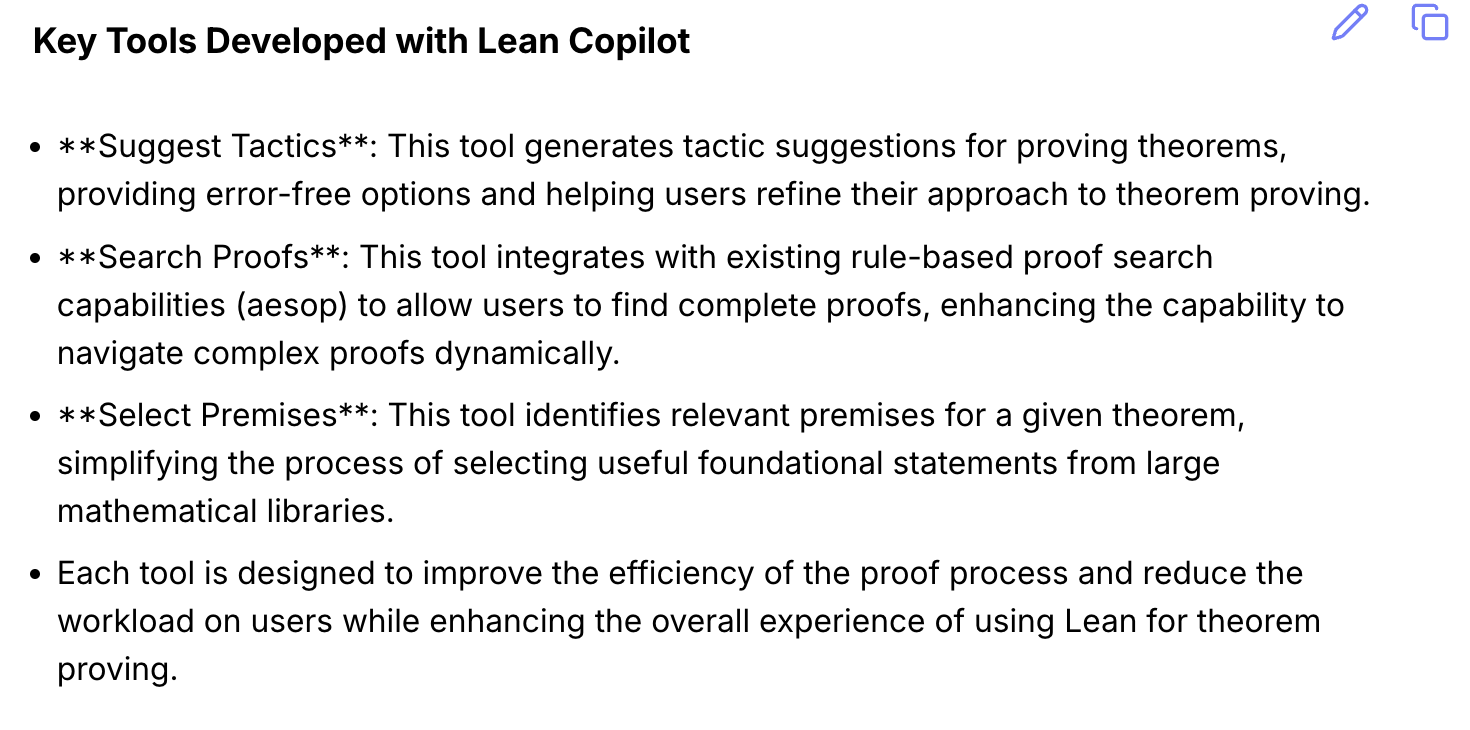 Key Tools Developed with Lean Copilot
• **Suggest Tactics**: This tool generates tactic suggestions for proving theorems,
providing error-free options and helping users refine their approach to theorem proving.
• **Search Proofs**: This tool integrates with existing rule-based proof search
capabilities (aesop) to allow users to find complete proofs, enhancing the capability to
navigate complex proofs dynamically.
• **Select Premises**: This tool identifies relevant premises for a given theorem,
simplifying the process of selecting useful foundational statements from large
mathematical libraries.
• Each tool is designed to improve the efficiency of the proof process and reduce the
workload on users while enhancing the overall experience of using Lean for theorem
proving.